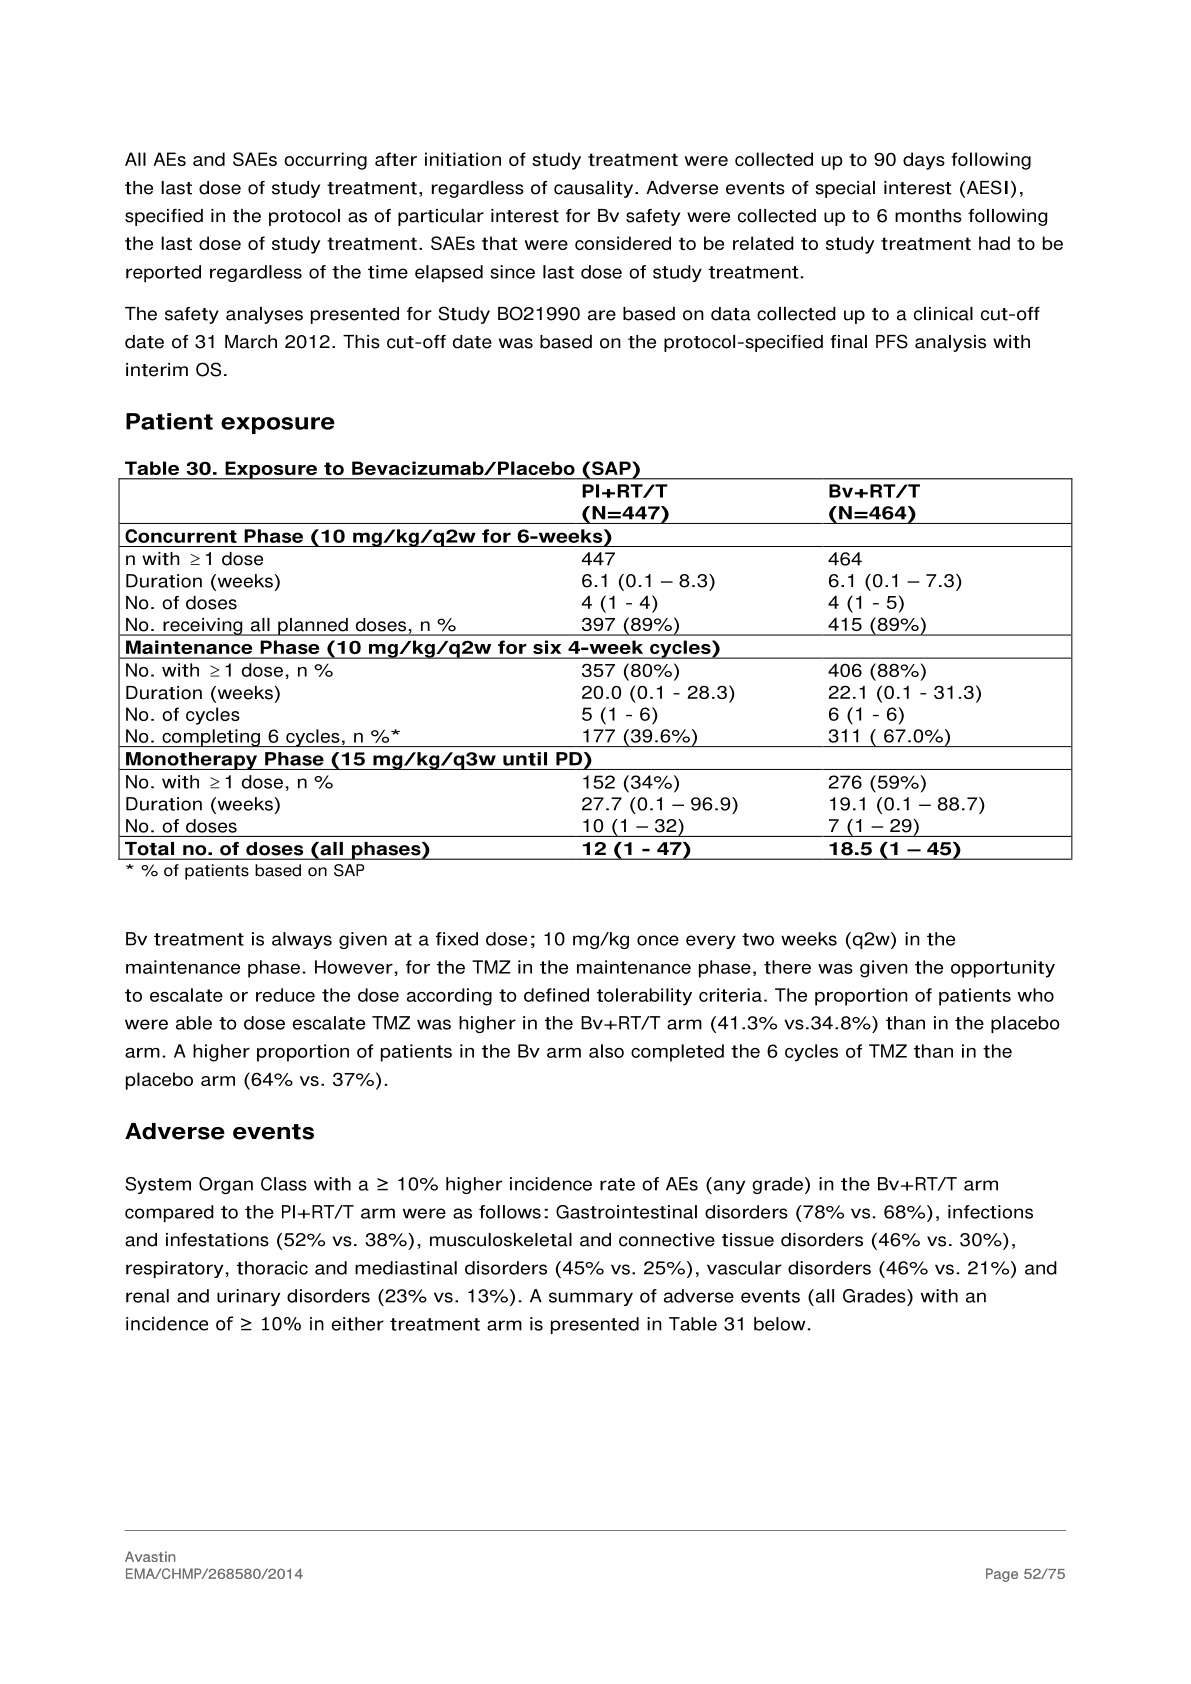 All AEs and SAEs occurring after initiation of study treatment were collected up to 90 days following
the last dose of study treatment, regardless of causality. Adverse events of special interest (AESI),
specified in the protocol as of particular interest for Bv safety were collected up to 6 months following
the last dose of study treatment. SAEs that were considered to be related to study treatment had to be
reported regardless of the time elapsed since last dose of study treatment.
The safety analyses presented for Study BO21990 are based on data collected up to a clinical cut-off
date of 31 March 2012. This cut-off date was based on the protocol-specified final PFS analysis with
interim OS.
Patient exposure
Table 30. Exposure to Bevacizumab/Placebo (SAP)
Pl+RT/T Bv+RT/T
(N=447) (N=464)
Concurrent Phase (10 mg/kg/q2w for 6-weeks)
n with ≥1 dose 447 464
Duration (weeks) 6.1 (0.1 – 8.3) 6.1 (0.1 – 7.3)
No. of doses 4 (1 - 4) 4 (1 - 5)
No. receiving all planned doses, n % 397 (89%) 415 (89%)
Maintenance Phase (10 mg/kg/q2w for six 4-week cycles)
No. with ≥1 dose, n % 357 (80%) 406 (88%)
Duration (weeks) 20.0 (0.1 - 28.3) 22.1 (0.1 - 31.3)
No. of cycles 5 (1 - 6) 6 (1 - 6)
No. completing 6 cycles, n %* 177 (39.6%) 311 ( 67.0%)
Monotherapy Phase (15 mg/kg/q3w until PD)
No. with ≥1 dose, n % 152 (34%) 276 (59%)
Duration (weeks) 27.7 (0.1 – 96.9) 19.1 (0.1 – 88.7)
No. of doses 10 (1 – 32) 7 (1 – 29)
Total no. of doses (all phases) 12 (1 - 47) 18.5 (1 – 45)
* % of patients based on SAP
Bv treatment is always given at a fixed dose; 10 mg/kg once every two weeks (q2w) in the
maintenance phase. However, for the TMZ in the maintenance phase, there was given the opportunity
to escalate or reduce the dose according to defined tolerability criteria. The proportion of patients who
were able to dose escalate TMZ was higher in the Bv+RT/T arm (41.3% vs.34.8%) than in the placebo
arm. A higher proportion of patients in the Bv arm also completed the 6 cycles of TMZ than in the
placebo arm (64% vs. 37%).
Adverse events
System Organ Class with a ≥ 10% higher incidence rate of AEs (any grade) in the Bv+RT/T arm
compared to the Pl+RT/T arm were as follows: Gastrointestinal disorders (78% vs. 68%), infections
and infestations (52% vs. 38%), musculoskeletal and connective tissue disorders (46% vs. 30%),
respiratory, thoracic and mediastinal disorders (45% vs. 25%), vascular disorders (46% vs. 21%) and
renal and urinary disorders (23% vs. 13%). A summary of adverse events (all Grades) with an
incidence of ≥ 10% in either treatment arm is presented in Table 31 below.
Avastin
EMA/CHMP/268580/2014 Page 52/75